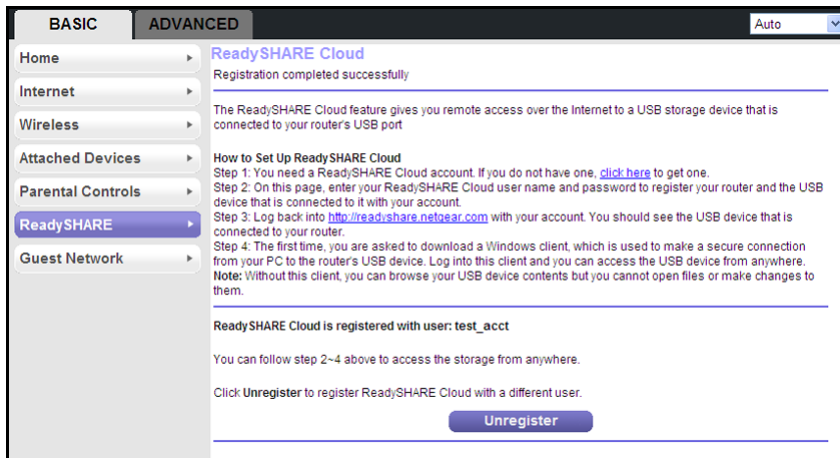 BASIC
ADVANCED
Auto
Home
Internet
Wireless
Attached Devices
Parental Controls
ReadySHARE
Guest Network
ReadySHARE Cloud
Registration completed successfully
The ReadySHARE Cloud feature gives you remote access over the Internet to a USB storage device that is
connected to your router's USB port
How to Set Up ReadySHARE Cloud
Step 1: You need a ReadySHARE Cloud account. If you do not have one, click here to get one.
Step 2: On this page, enter your ReadySHARE Cloud user name and password to register your router and the USB
device that is connected to it with your account.
Step 3: Log back into http://readyshare.netgear.com with your account. You should see the USB device that is
connected to your router.
Step 4: The first time, you are asked to download a Windows client, which is used to make a secure connection
from your PC to the router's USB device. Log into this client and you can access the USB device from anywhere.
Note: Without this client, you can browse your USB device contents but you cannot open files or make changes to
them.
ReadySHARE Cloud is registered with user: test_acct
You can follow step 2~4 above to access the storage from anywhere.
Click Unregister to register ReadySHARE Cloud with a different user.
Unregister